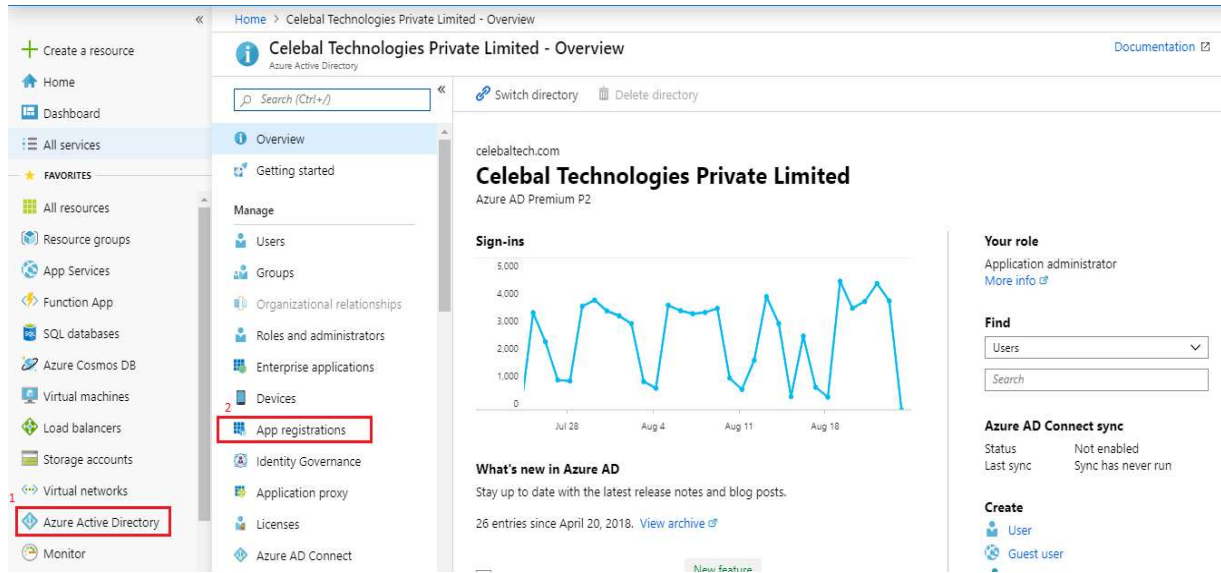 Home > Celebal Technologies Private Limited - Overview
Create a resource
Home
Dashboard
All services
FAVORITES
All resources
Resource groups
App Services
Function App
SQL databases
Azure Cosmos DB
Virtual machines
Load balancers
Storage accounts
Virtual networks
1
Azure Active Directory
Monitor
Celebal Technologies Private Limited - Overview
Azure Active Directory
Documentation
Search (Ctrl+/)
Overview
Getting started
Manage
Users
Groups
Organizational relationships
Roles and administrators
Enterprise applications
Devices
2
App registrations
Identity Governance
Application proxy
Licenses
Azure AD Connect
Switch directory
Delete directory
celebaltech.com
Celebal Technologies Private Limited
Azure AD Premium P2
Sign-ins
5,000
4,000
3,000
2,000
1,000
0
Jul 28 Aug 4 Aug 11 Aug 18
What's new in Azure AD
Stay up to date with the latest release notes and blog posts.
26 entries since April 20, 2018. View archive
New feature
Your role
Application administrator
More info
Find
Users
Search
Azure AD Connect sync
Status Not enabled
Last sync Sync has never run
Create
User
Guest user